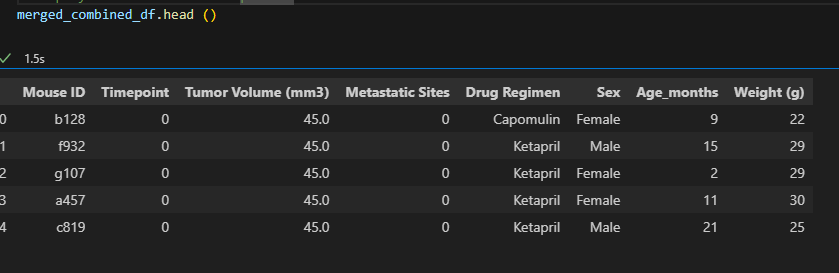 merged_combined_df.head ()
1.5s
Mouse ID Timepoint Tumor Volume (mm3) Metastatic Sites Drug Regimen Sex Age_months Weight (g)
0 b128 0 45.0 0 Capomulin Female 9 22
1 f932 0 45.0 0 Ketapril Male 15 29
2 g107 0 45.0 0 Ketapril Female 2 29
3 a457 0 45.0 0 Ketapril Female 11 30
4 c819 0 45.0 0 Ketapril Male 21 25